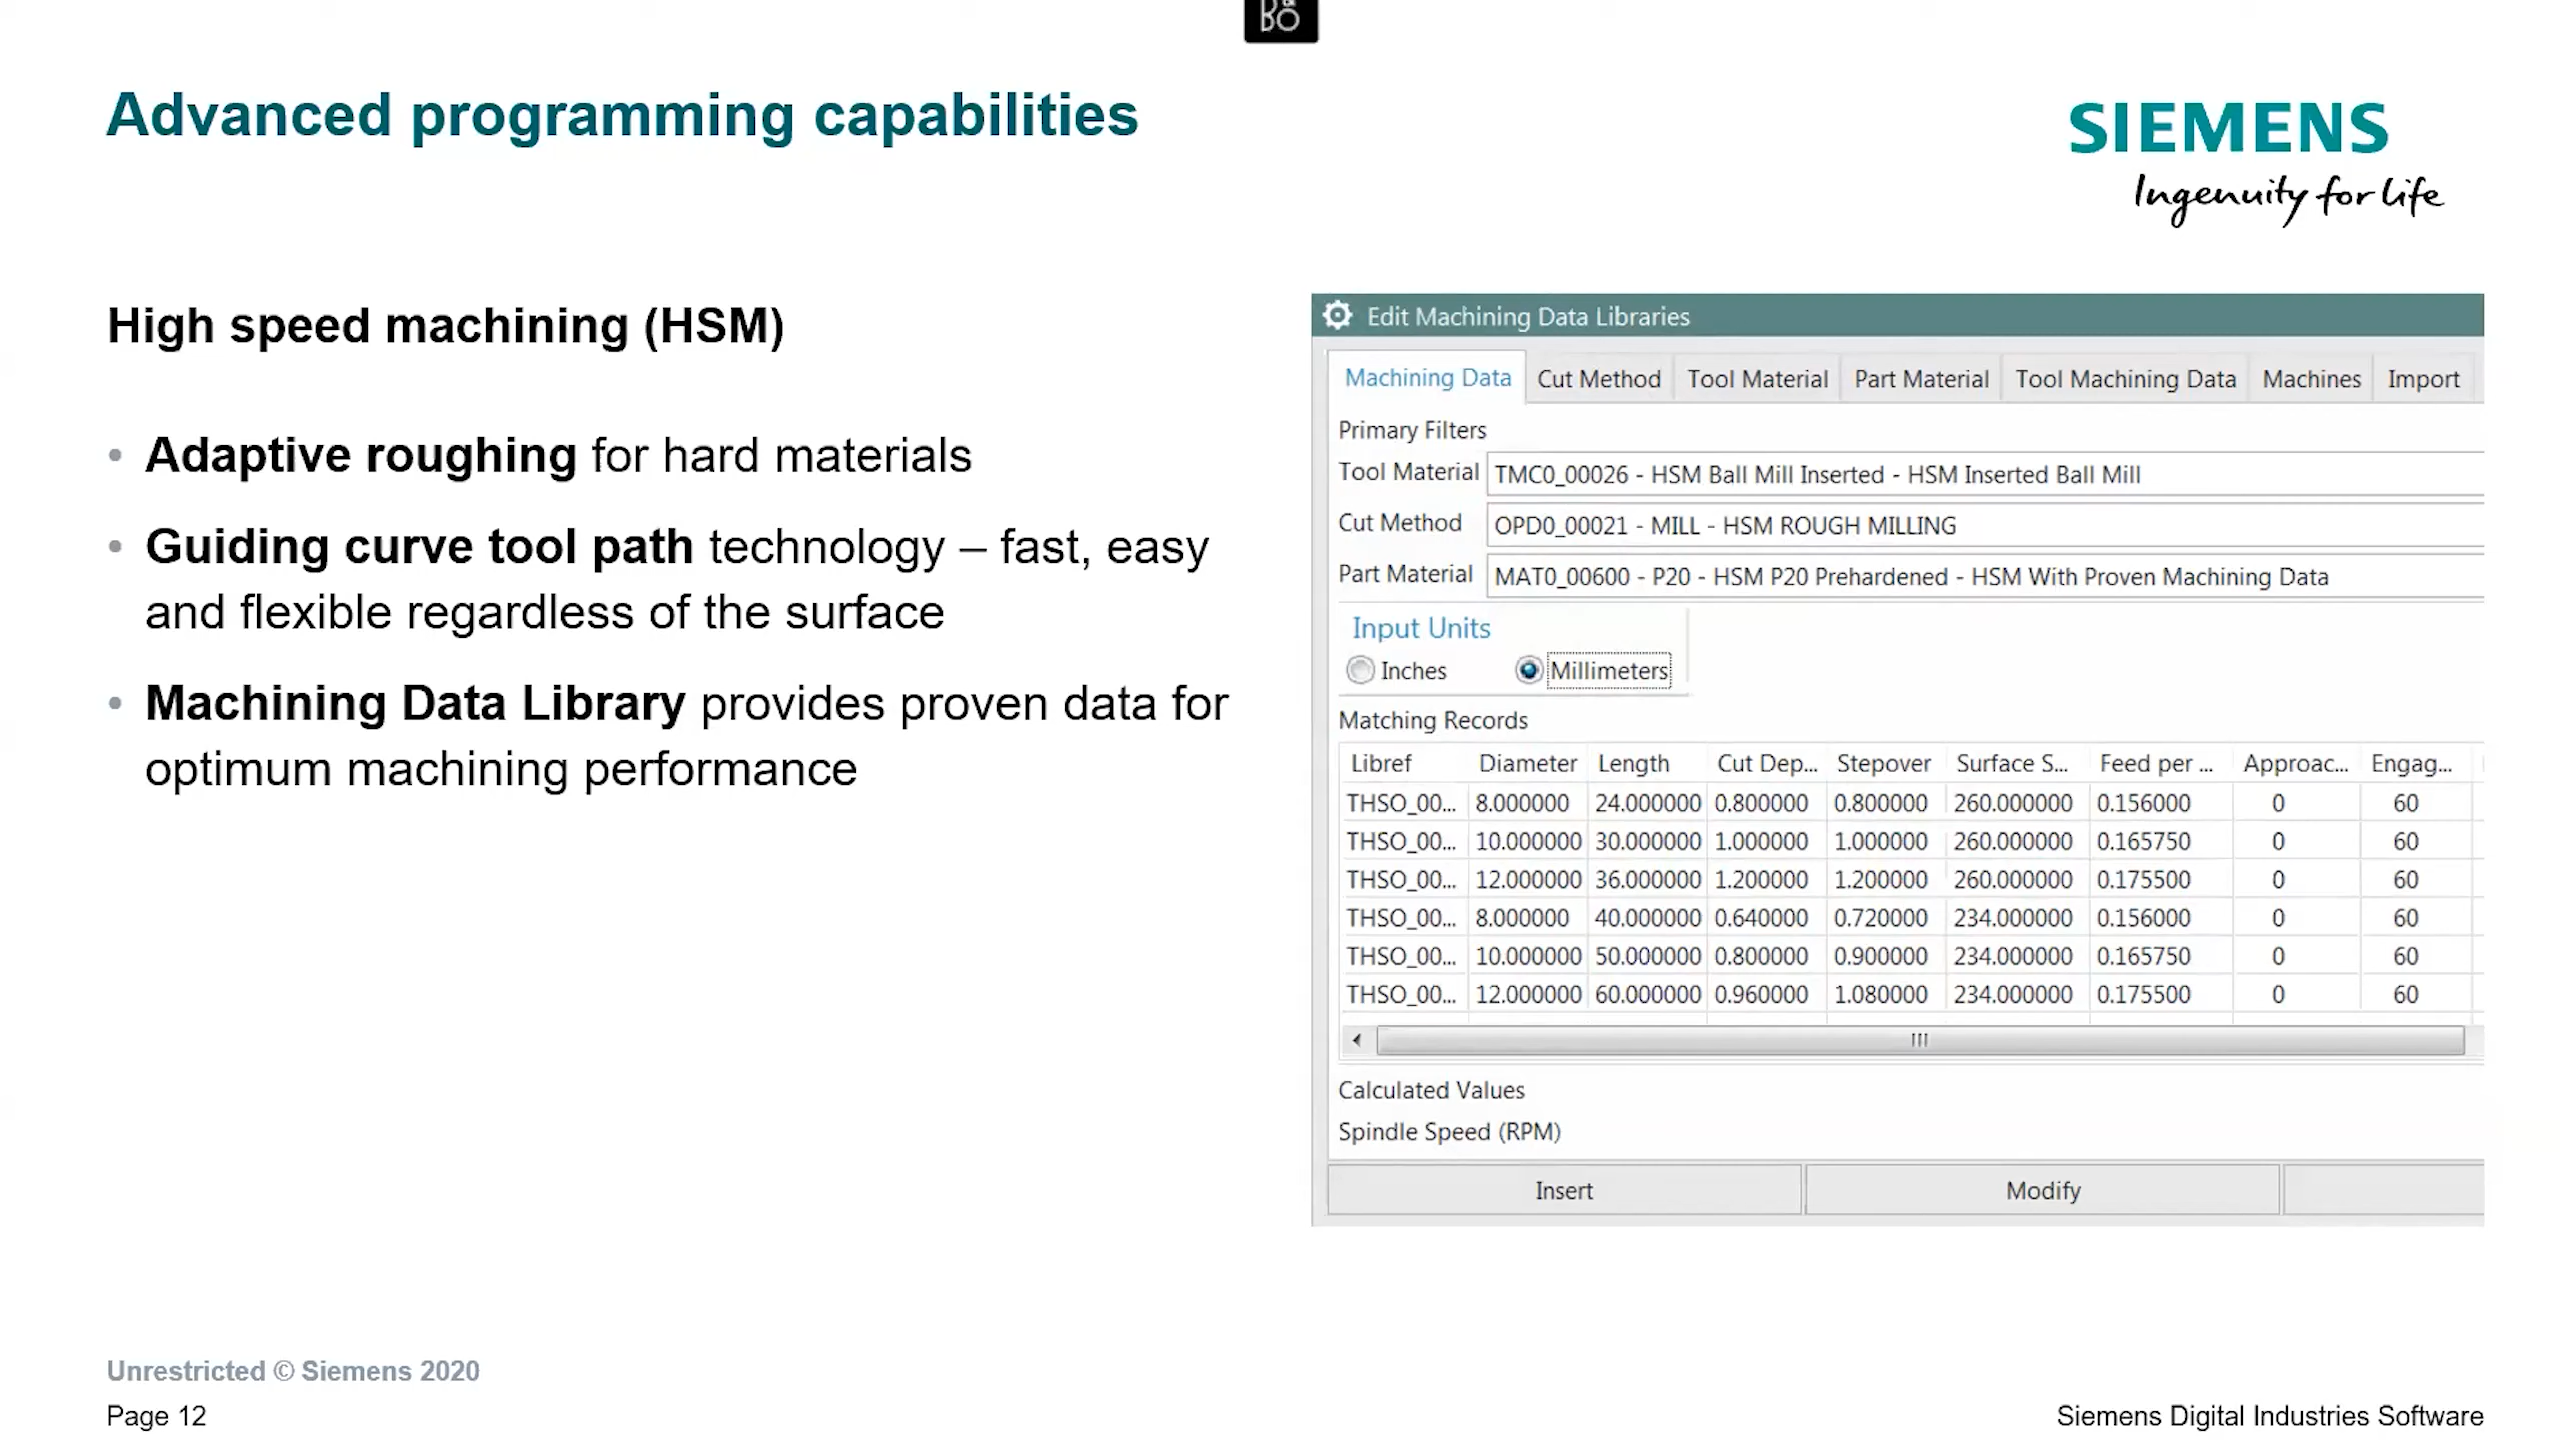 BO
Advanced programming capabilities
SIEMENS
Ingenuity for life
High speed machining (HSM)
• Adaptive roughing for hard materials
• Guiding curve tool path technology – fast, easy
and flexible regardless of the surface
• Machining Data Library provides proven data for
optimum machining performance
Edit Machining Data Libraries
Machining Data Cut Method Tool Material Part Material Tool Machining Data Machines Import
Primary Filters
Tool Material TMC0_00026 - HSM Ball Mill Inserted - HSM Inserted Ball Mill
Cut Method OPD0_00021 - MILL - HSM ROUGH MILLING
Part Material MAT0_00600 - P20 - HSM P20 Prehardened - HSM With Proven Machining Data
Input Units
Inches Millimeters
Matching Records
Libref Diameter Length Cut Dep... Stepover Surface S... Feed per ... Approac... Engag...
THSO_00... 8.000000 24.000000 0.800000 0.800000 260.000000 0.156000 0 60
THSO_00... 10.000000 30.000000 1.000000 1.000000 260.000000 0.165750 0 60
THSO_00... 12.000000 36.000000 1.200000 1.200000 260.000000 0.175500 0 60
THSO_00... 8.000000 40.000000 0.640000 0.720000 234.000000 0.156000 0 60
THSO_00... 10.000000 50.000000 0.800000 0.900000 234.000000 0.165750 0 60
THSO_00... 12.000000 60.000000 0.960000 1.080000 234.000000 0.175500 0 60
Calculated Values
Spindle Speed (RPM)
Insert Modify
Unrestricted © Siemens 2020
Page 12
Siemens Digital Industries Software